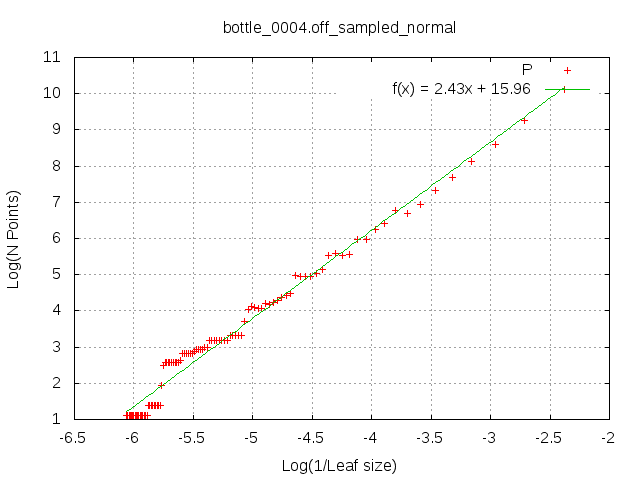 bottle_0004.off_sampled_normal
11
10
9
8
7
6
5
4
3
2
1
Log(N Points)
P
f(x) = 2.43x + 15.96
-6.5 -6 -5.5 -5 -4.5 -4 -3.5 -3 -2.5 -2
Log(1/Leaf size)